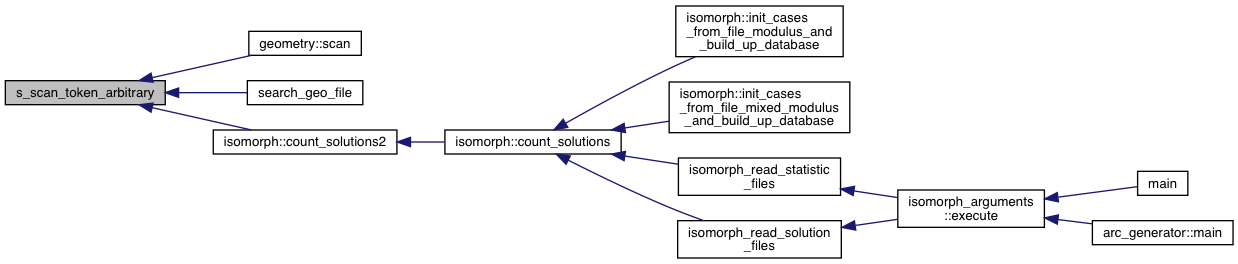 s_scan_token_arbitrary
geometry::scan
search_geo_file
isomorph::count_solutions2
isomorph::count_solutions
isomorph::init_cases
_from_file_modulus_and
_build_up_database
isomorph::init_cases
_from_file_mixed_modulus
_and_build_up_database
isomorph_read_statistic
_files
isomorph_read_solution
_files
isomorph_arguments
::execute
main
arc_generator::main